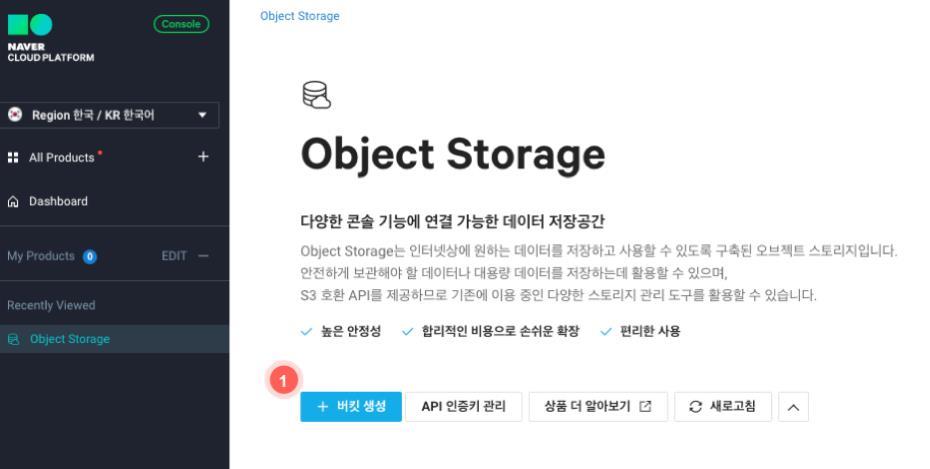 Console
NAVER
CLOUD PLATFORM
Region 한국 / KR 한국어
All Products
Dashboard
My Products 0 EDIT
Recently Viewed
Object Storage
Object Storage
Object Storage
다양한 콘솔 기능에 연결 가능한 데이터 저장공간
Object Storage는 인터넷상에 원하는 데이터를 저장하고 사용할 수 있도록 구축된 오브젝트 스토리지입니다.
안전하게 보관해야 할 데이터나 대용량 데이터를 저장하는데 활용할 수 있으며,
S3 호환 API를 제공하므로 기존에 이용 중인 다양한 스토리지 관리 도구를 활용할 수 있습니다.
높은 안정성 합리적인 비용으로 손쉬운 확장 편리한 사용
1
버킷 생성 API 인증키 관리 상품 더 알아보기 새로고침